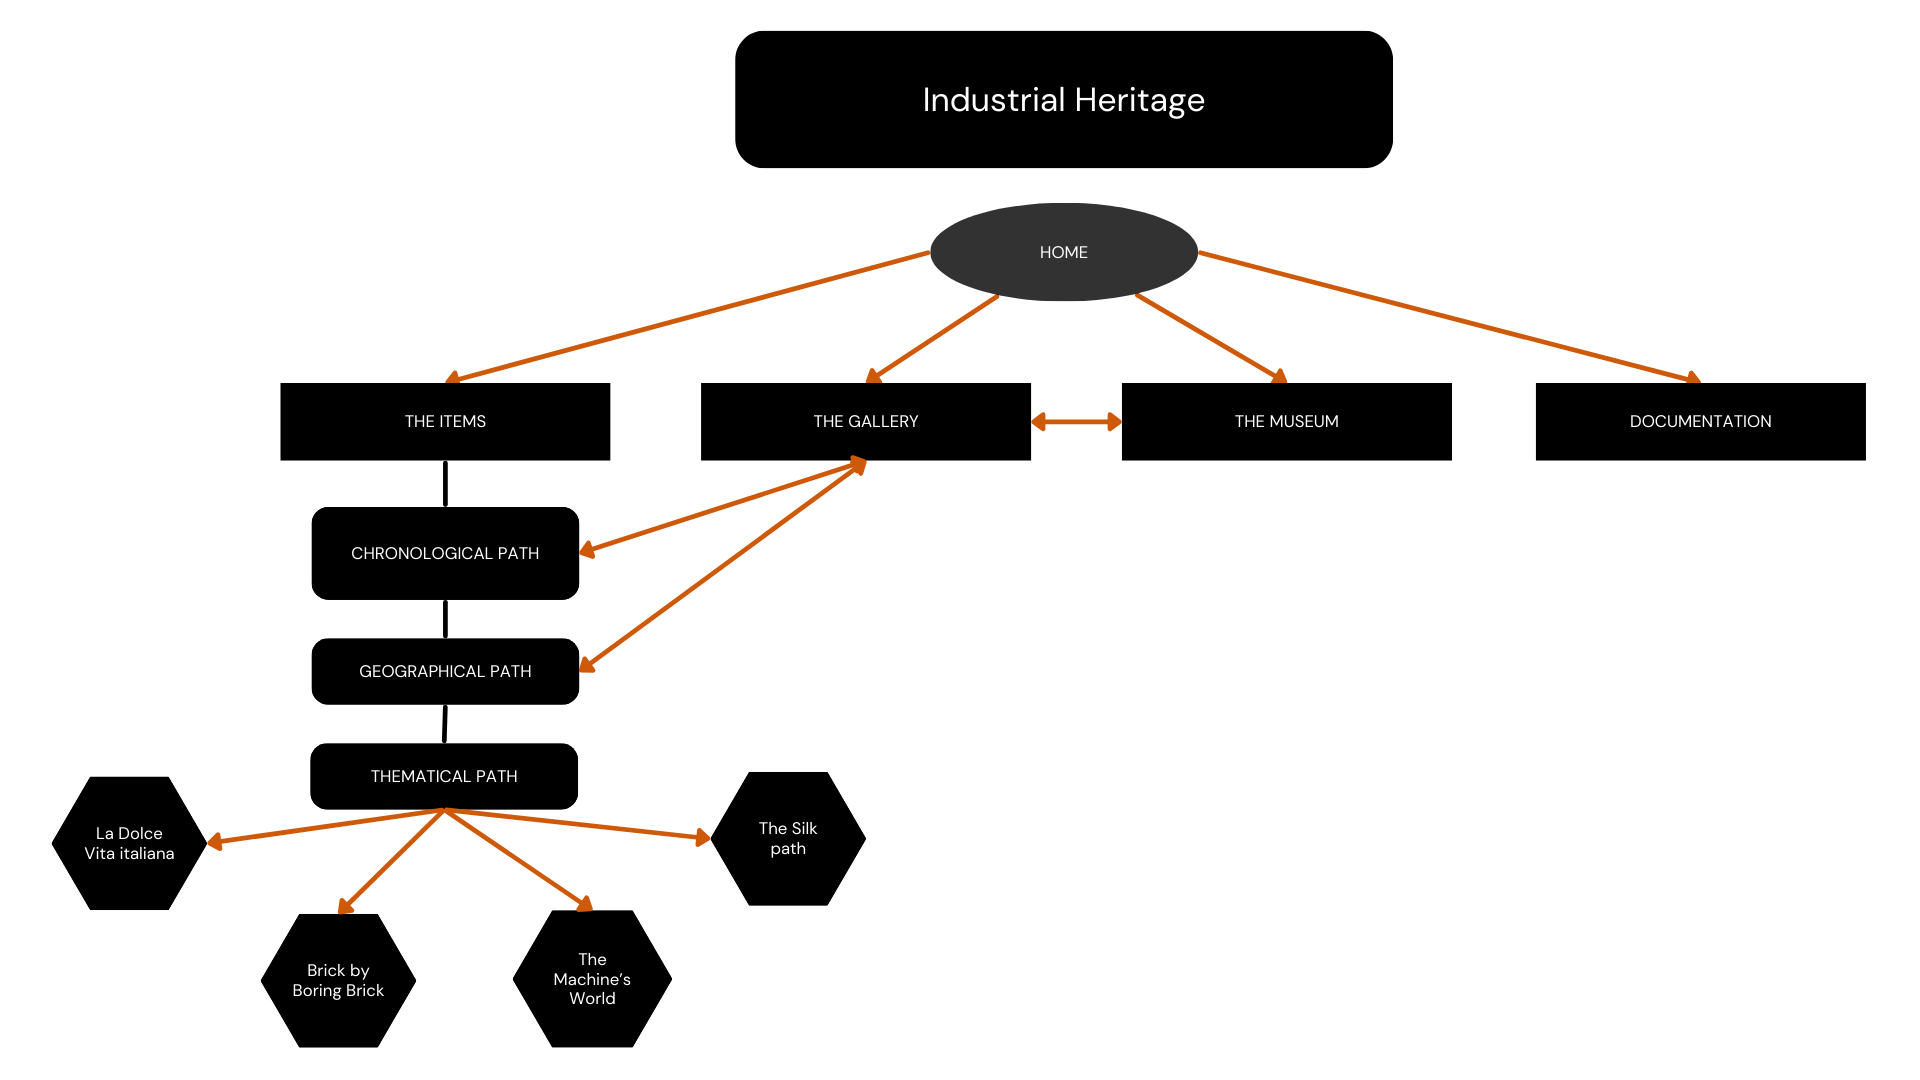 Industrial Heritage
HOME
THE ITEMS
THE GALLERY
THE MUSEUM
DOCUMENTATION
CHRONOLOGICAL PATH
GEOGRAPHICAL PATH
THEMATICAL PATH
La Dolce
Vita italiana
Brick by
Boring Brick
The
Machine’s
World
The Silk
path